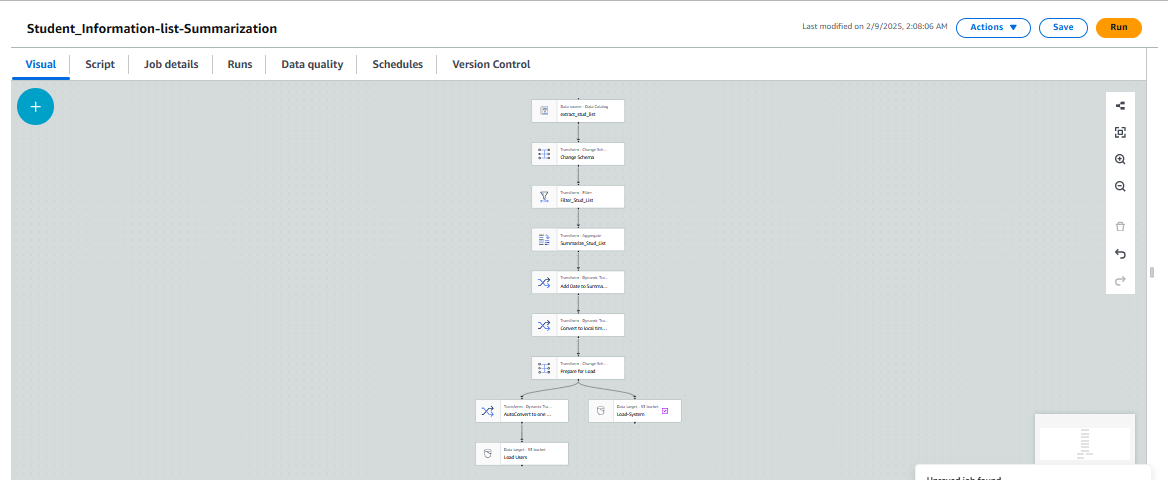 Student_Information-list-Summarization
Last modified on 2/9/2025, 2:08:06 AM
Actions
Save
Run
Visual
Script
Job details
Runs
Data quality
Schedules
Version Control
Data source - Data Catalog
extract_stud_list
Transform - Change Sch...
Change Schema
Transform - Filter
Filter_Stud_List
Transform - Aggregate
Summarize_Stud_List
Transform - Dynamic Tra...
Add Date to Summa...
Transform - Dynamic Tra...
Convert to local tim...
Transform - Change Sch...
Prepare for Load
Transform - Dynamic Tra...
AutoConvert to one ...
Data target - S3 bucket
Load-System
Data target - S3 bucket
Load Users
Unsaved job found